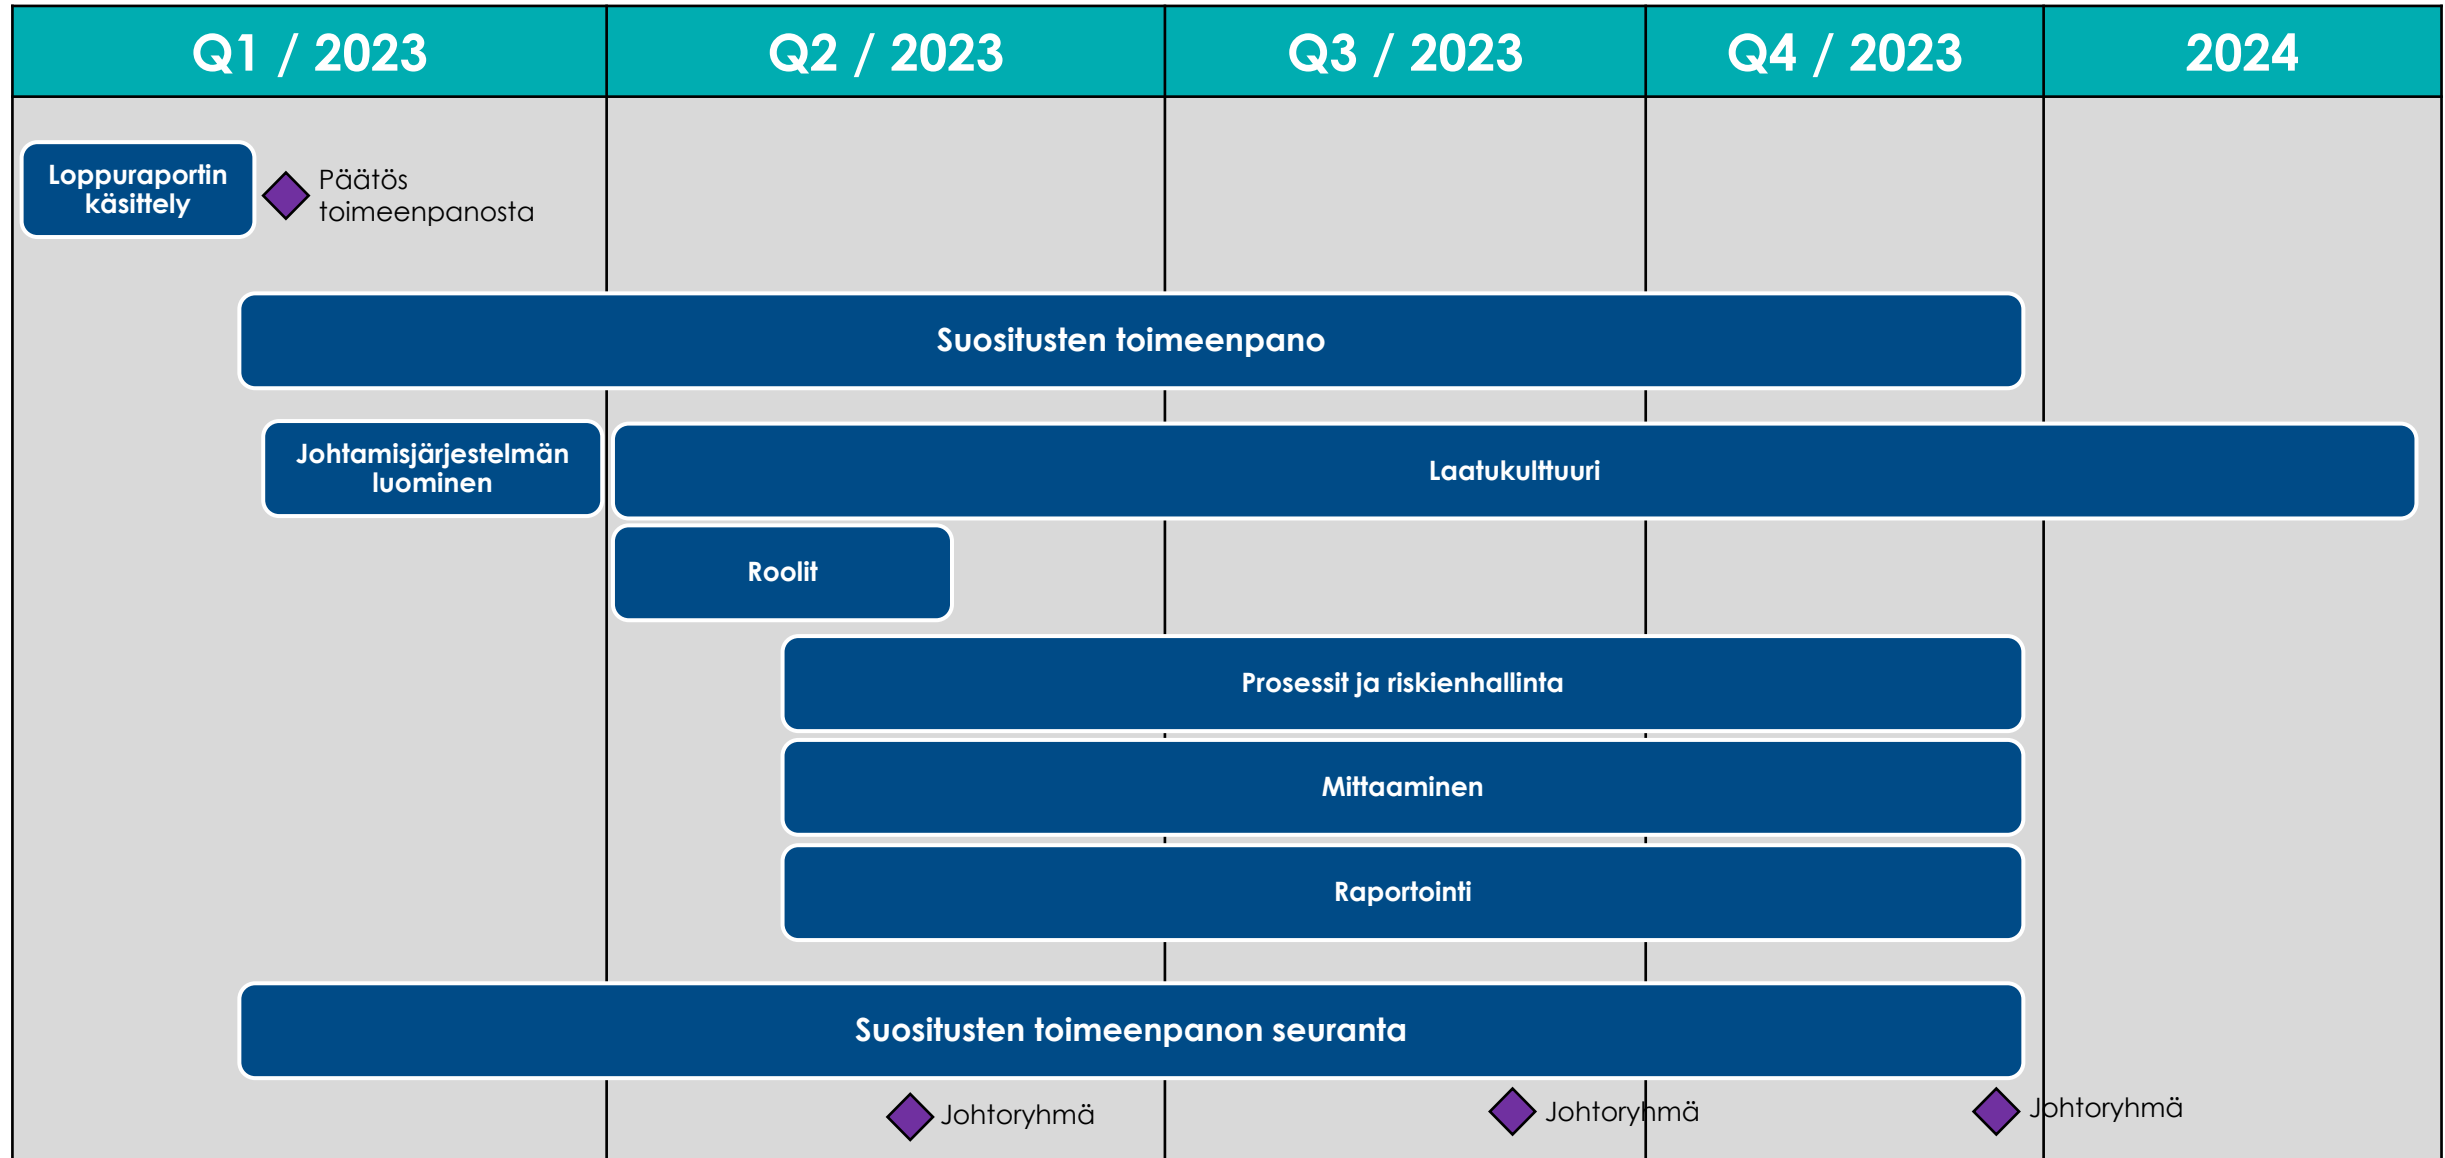 Q1 / 2023
Q2 / 2023
Q3 / 2023
Q4 / 2023
2024
Loppuraportin
käsittely
Päätös
toimeenpanosta
Suositusten toimeenpano
Johtamisjärjestelmän
luominen
Laatukulttuuri
Roolit
Prosessit ja riskienhallinta
Mittaaminen
Raportointi
Suositusten toimeenpanon seuranta
Johtoryhmä
Johtoryhmä
Johtoryhmä